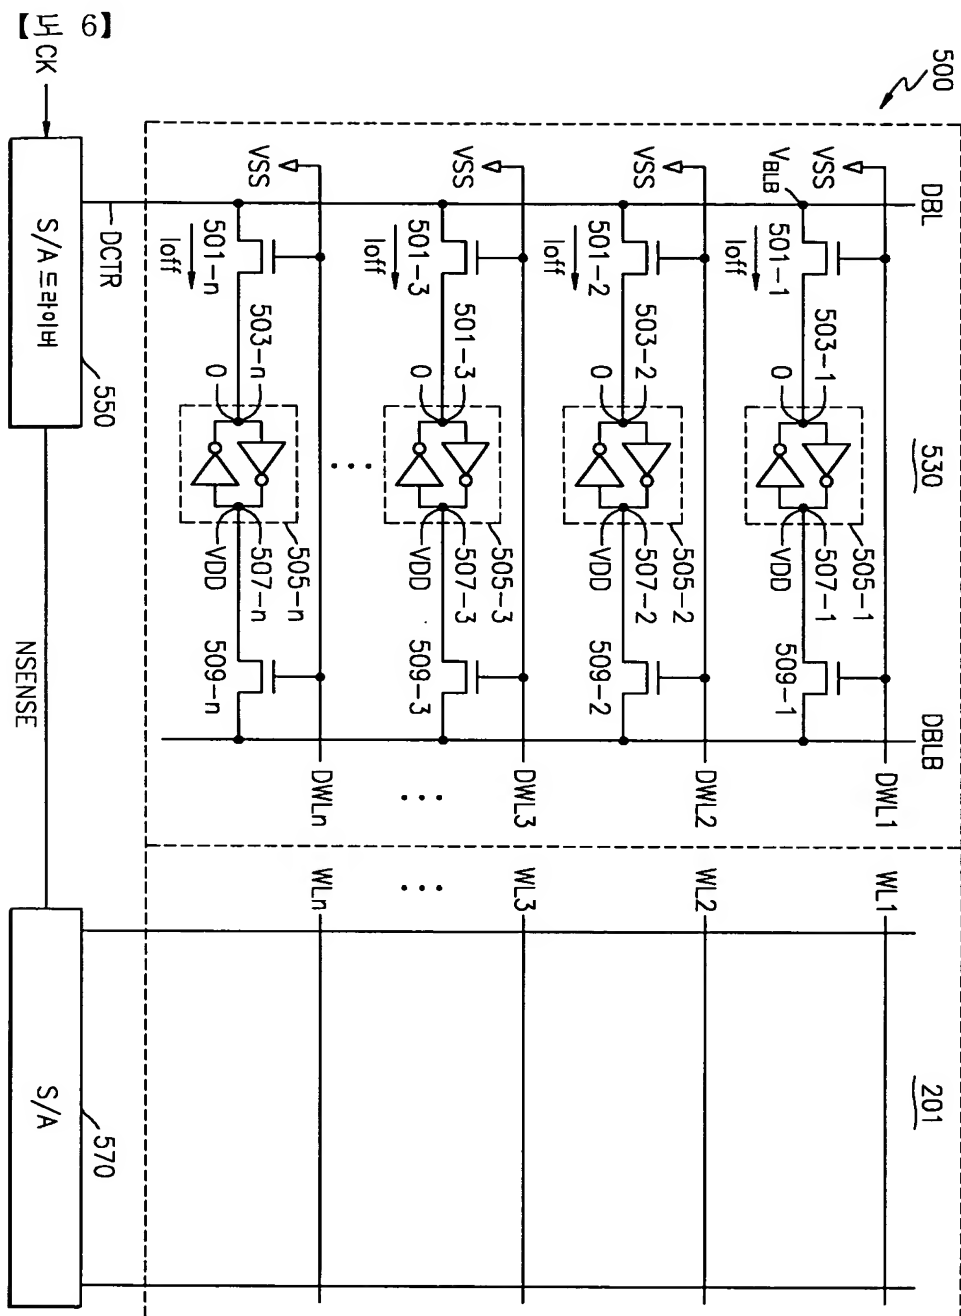 【도 6】
500
DBL 530 DBLB 201
DWL1 WL1
505-1
VSS 503-1 507-1
V_BLB 501-1 0 VDD 509-1
Ioff
DWL2 WL2
505-2
VSS 503-2 507-2
501-2 0 VDD 509-2
Ioff
DWL3 WL3
505-3
VSS 501-3 507-3
501-3 0 VDD 509-3
Ioff
... ... ...
DWLn WLn
505-n
VSS 503-n 507-n
501-n 0 VDD 509-n
Ioff
DCTR 550 570
CK S/A 드라이버 NSENSE S/A